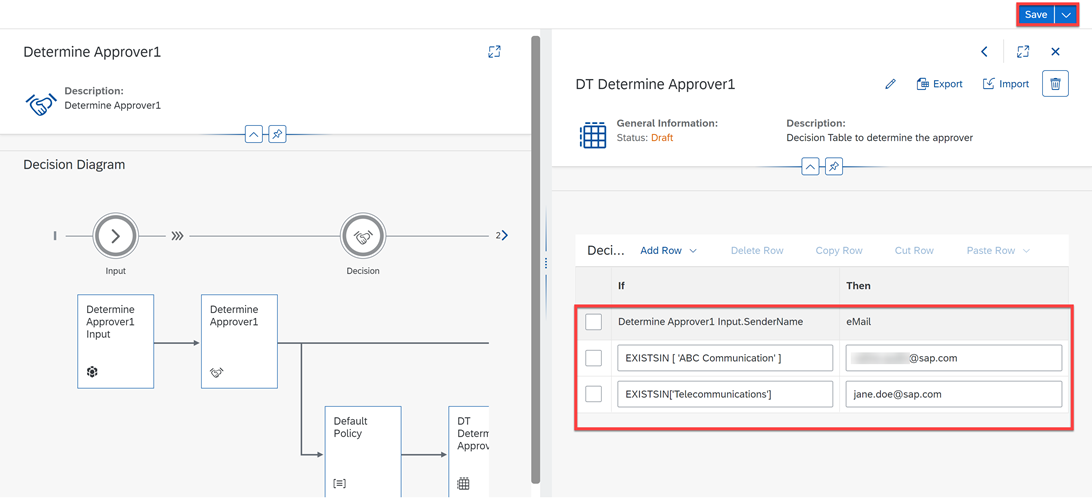 Save
Determine Approver1
Description:
Determine Approver1
Decision Diagram
2
Input
Decision
Determine
Approver1
Input
Determine
Approver1
Default
Policy
DT
Determ
Approv
DT Determine Approver1
Export
Import
General Information:
Status: Draft
Description:
Decision Table to determine the approver
Deci... Add Row Delete Row Copy Row Cut Row Paste Row
If Then
Determine Approver1 Input.SenderName eMail
EXISTSIN [ 'ABC Communication' ] @sap.com
EXISTSIN['Telecommunications'] jane.doe@sap.com